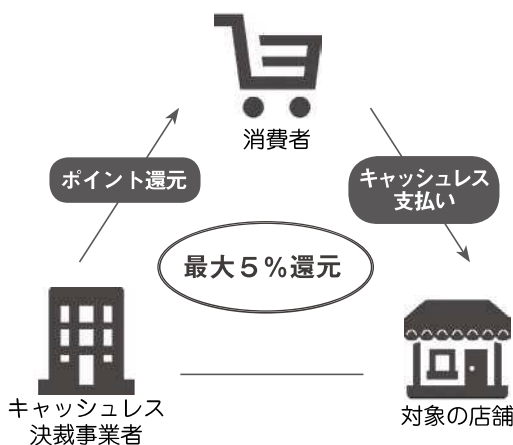 消費者
ポイント還元
キャッシュレス
支払い
最大５％還元
キャッシュレス
決裁事業者
対象の店舗